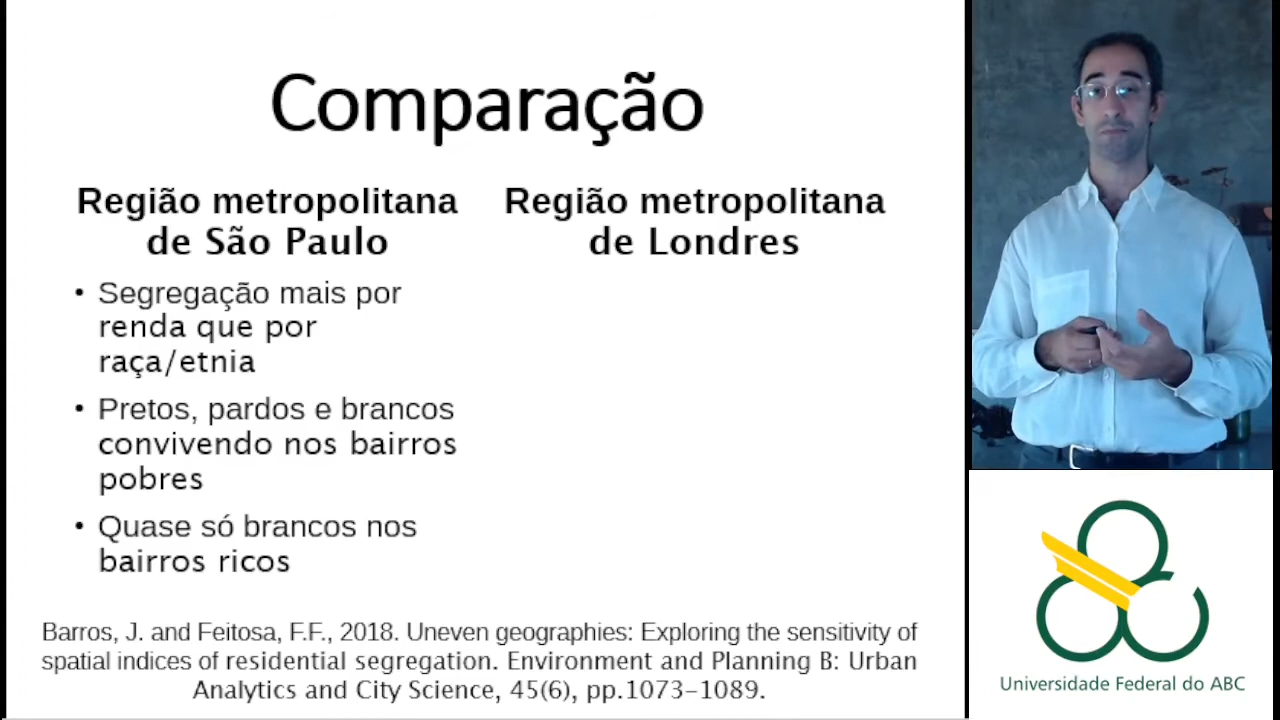 Comparação
Região metropolitana
de São Paulo
• Segregação mais por
renda que por
raça/etnia
• Pretos, pardos e brancos
convivendo nos bairros
pobres
• Quase só brancos nos
bairros ricos
Região metropolitana
de Londres
Barros, J. and Feitosa, F.F., 2018. Uneven geographies: Exploring the sensitivity of
spatial indices of residential segregation. Environment and Planning B: Urban
Analytics and City Science, 45(6), pp.1073–1089.
Universidade Federal do ABC